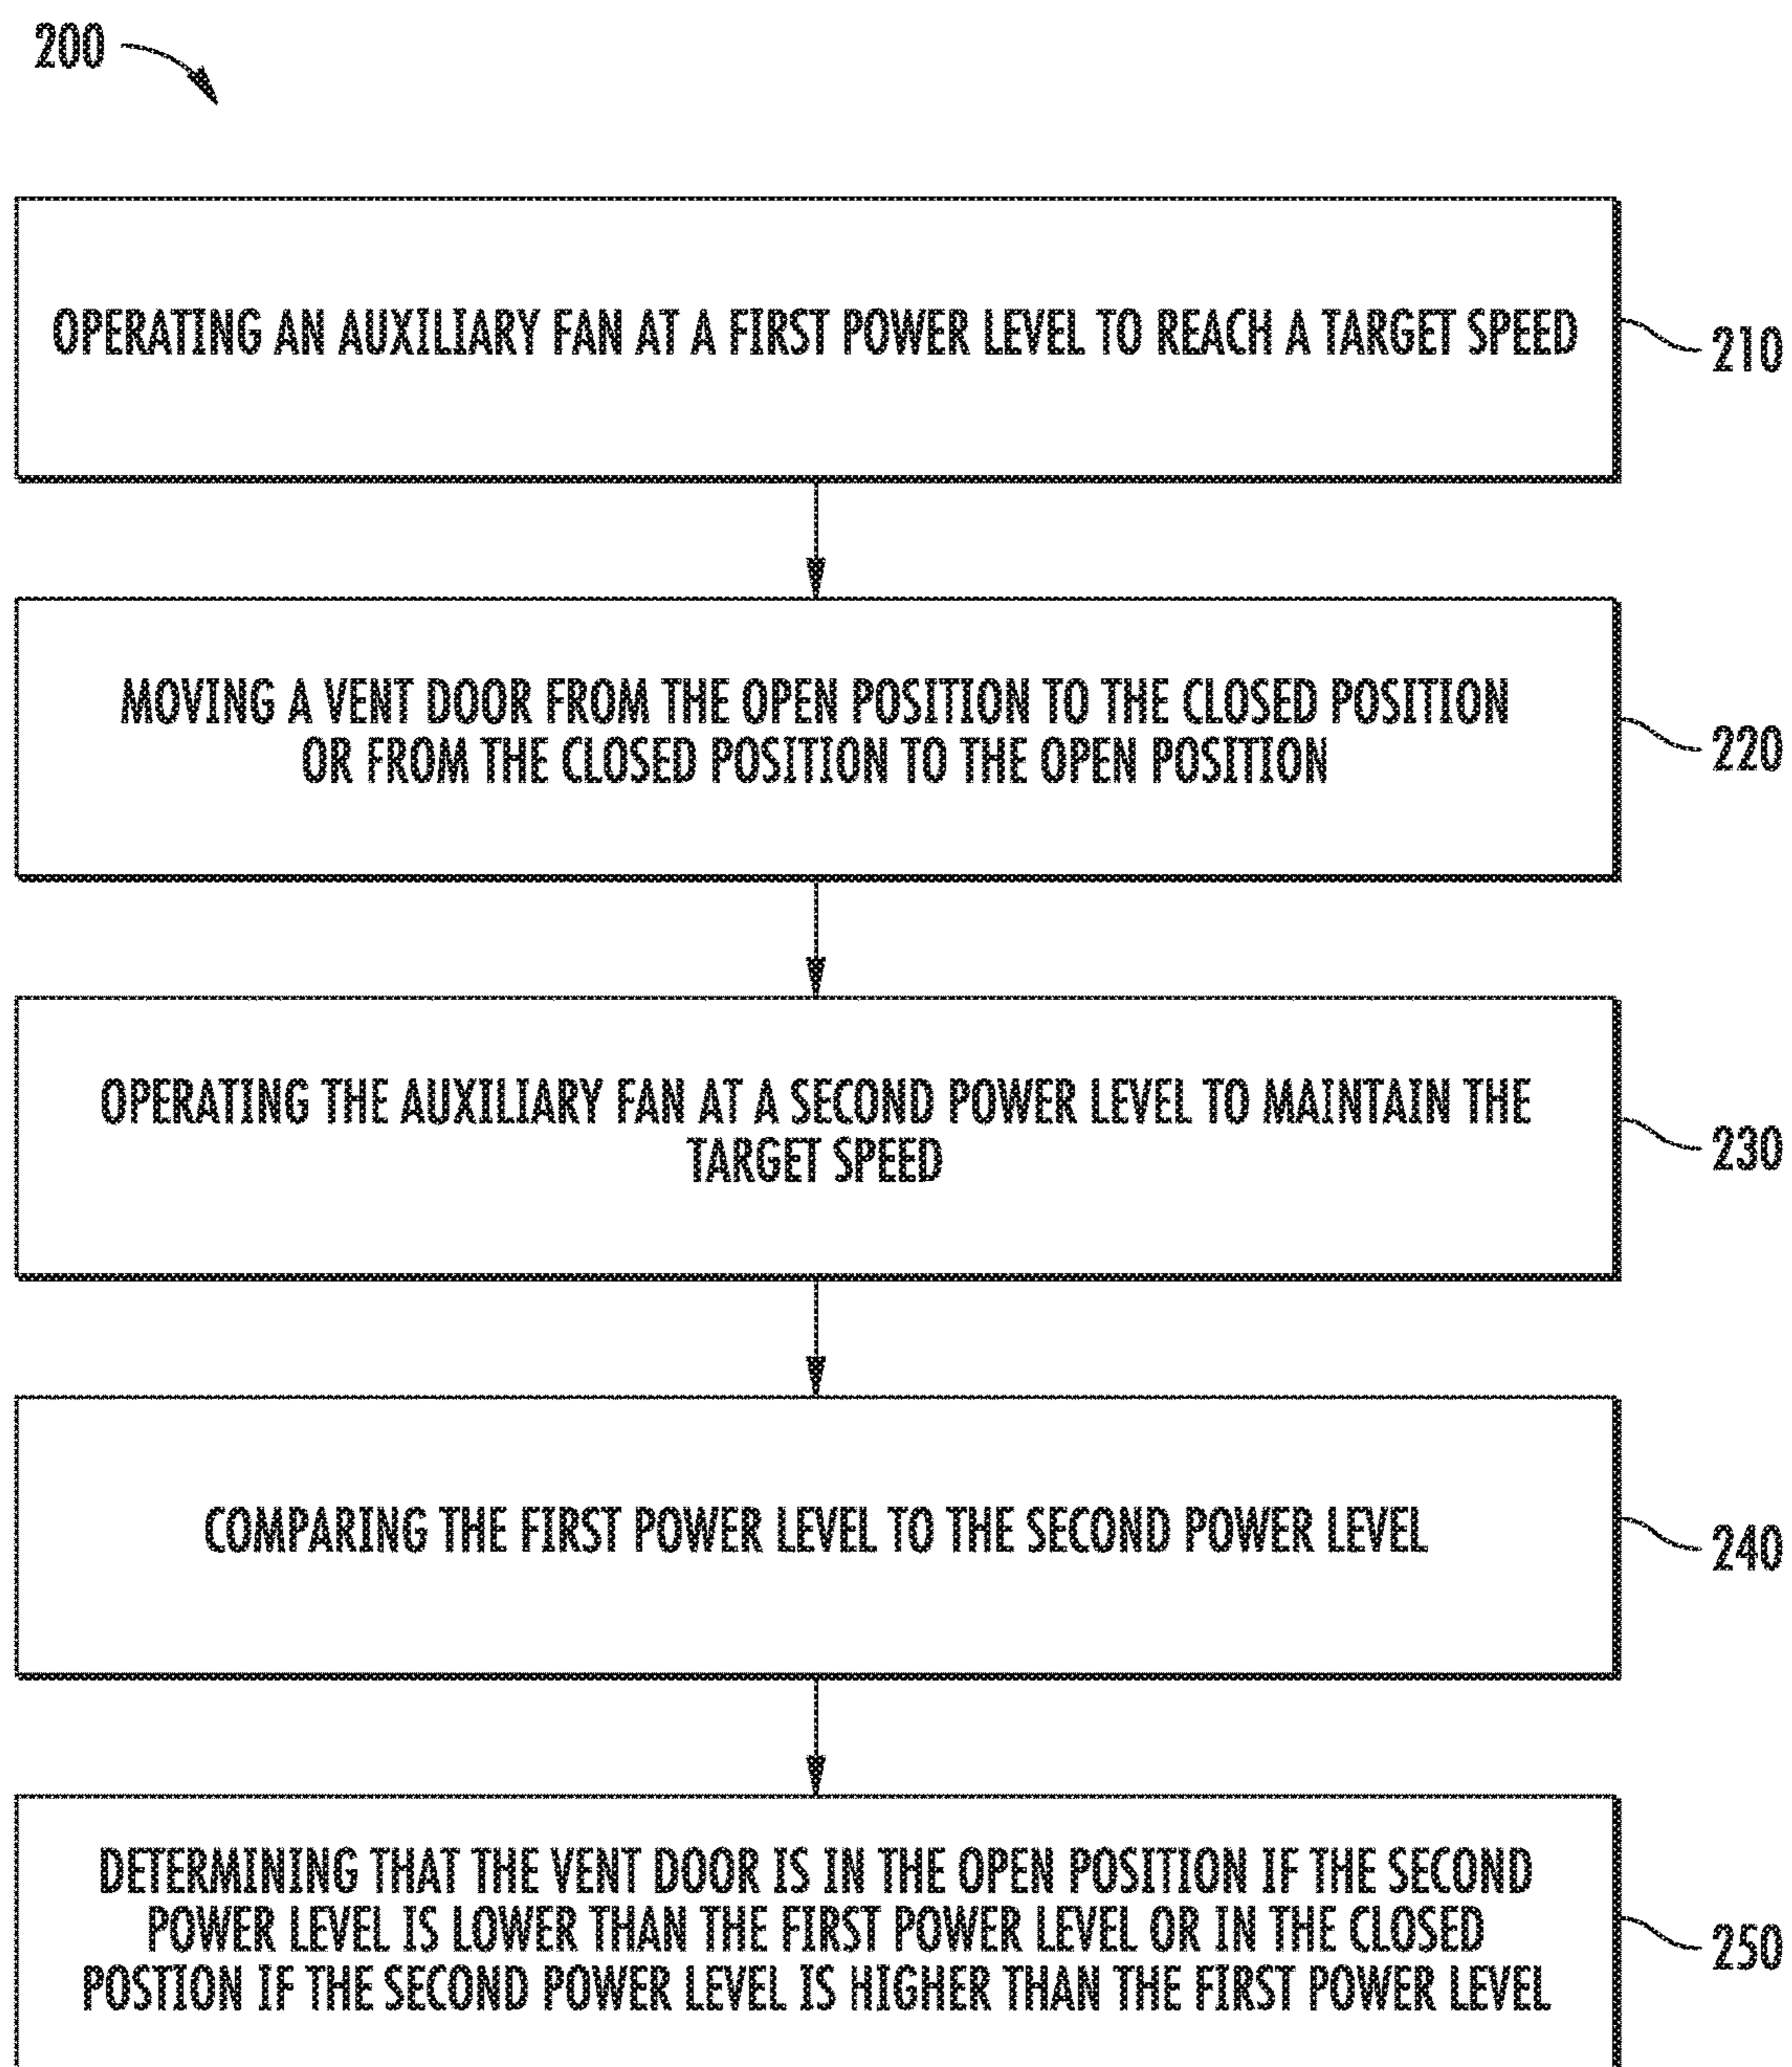 200
OPERATING AN AUXILIARY FAN AT A FIRST POWER LEVEL TO REACH A TARGET SPEED
210
MOVING A VENT DOOR FROM THE OPEN POSITION TO THE CLOSED POSITION
OR FROM THE CLOSED POSITION TO THE OPEN POSITION
220
OPERATING THE AUXILIARY FAN AT A SECOND POWER LEVEL TO MAINTAIN THE
TARGET SPEED
230
COMPARING THE FIRST POWER LEVEL TO THE SECOND POWER LEVEL
240
DETERMINING THAT THE VENT DOOR IS IN THE OPEN POSITION IF THE SECOND
POWER LEVEL IS LOWER THAN THE FIRST POWER LEVEL OR IN THE CLOSED
POSTION IF THE SECOND POWER LEVEL IS HIGHER THAN THE FIRST POWER LEVEL
250